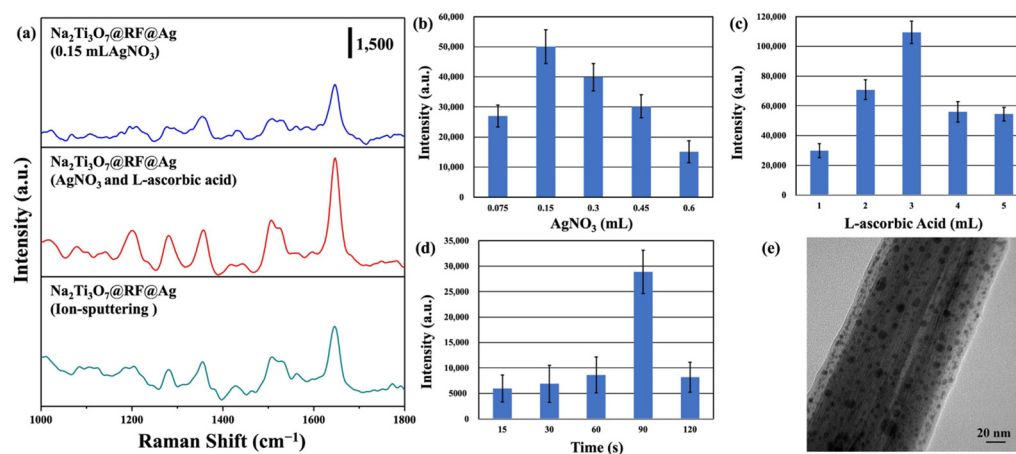 (a)
Na₂Ti₃O₇@RF@Ag
(0.15 mLAgNO₃)
1,500
Na₂Ti₃O₇@RF@Ag
(AgNO₃ and L-ascorbic acid)
Na₂Ti₃O₇@RF@Ag
(Ion-sputtering )
Intensity (a.u.)
1000 1200 1400 1600 1800
Raman Shift (cm⁻¹)
(b)
60,000
50,000
40,000
30,000
20,000
10,000
0
Intensity (a.u.)
0.075 0.15 0.3 0.45 0.6
AgNO₃ (mL)
(c)
120,000
100,000
80,000
60,000
40,000
20,000
0
Intensity (a.u.)
1 2 3 4 5
L-ascorbic Acid (mL)
(d)
35,000
30,000
25,000
20,000
15,000
10,000
5000
0
Intensity (a.u.)
15 30 60 90 120
Time (s)
(e)
20 nm